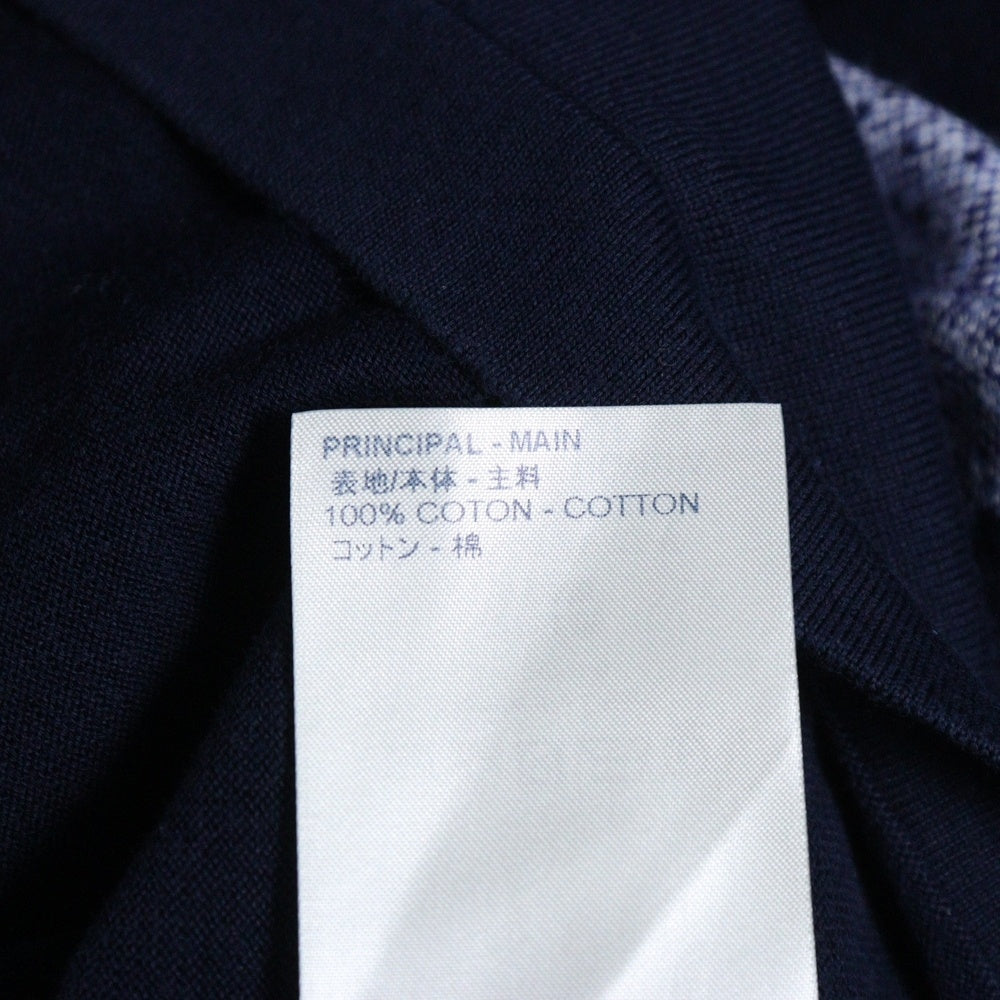 PRINCIPAL - MAIN
表地/本体 - 主料
100% COTON - COTTON
コットン - 棉